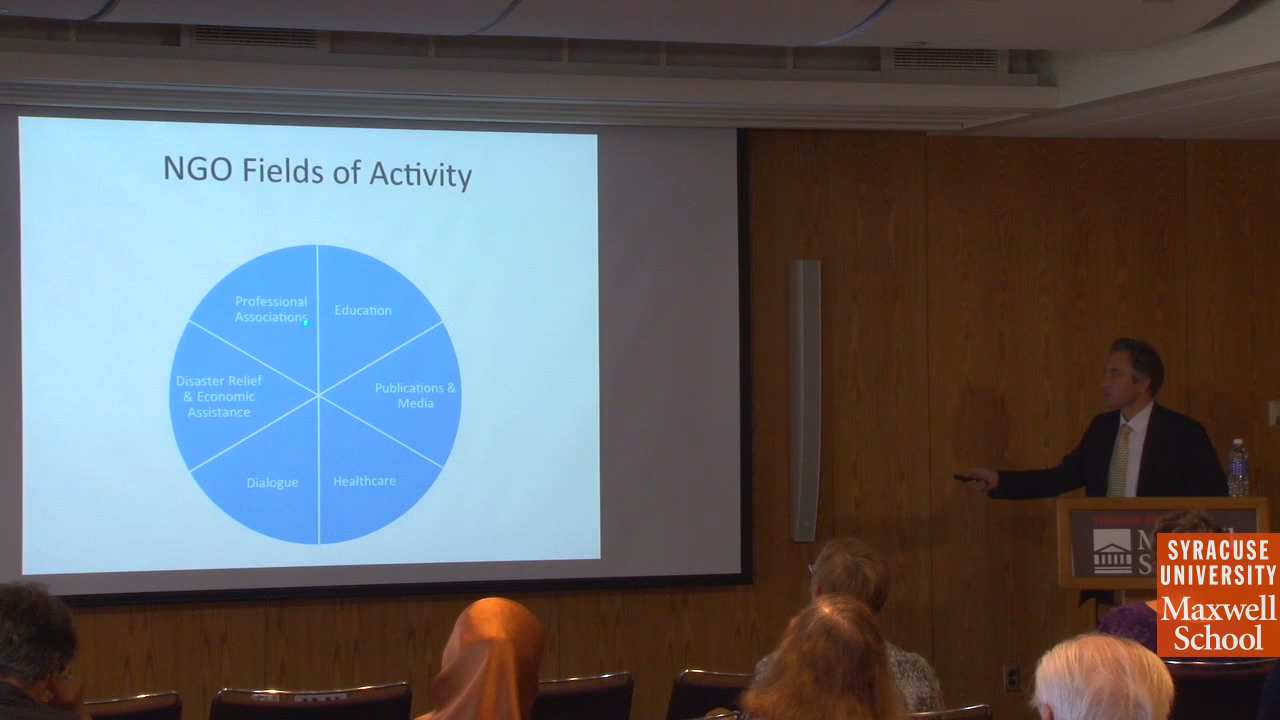 NGO Fields of Activity
Professional
Associations
Education
Disaster Relief
& Economic
Assistance
Publications &
Media
Dialogue
Healthcare
SYRACUSE
UNIVERSITY
Maxwell
School